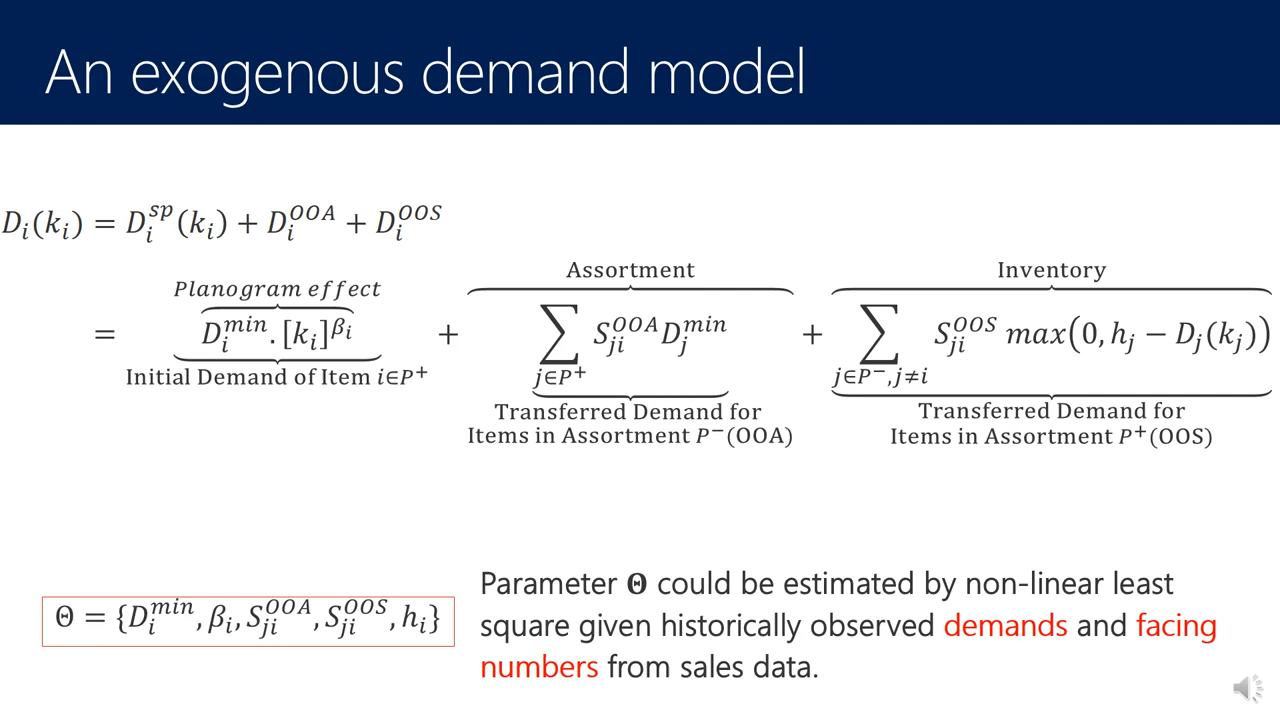 An exogenous demand model
D_i(k_i) = D_i^{sp}(k_i) + D_i^{OOA} + D_i^{OOS}
Planogram effect
Assortment
Inventory
= D_i^{min}.[k_i]^{β_i} + ∑_{j∈P^+} S_{ji}^{OOA} D_j^{min} + ∑_{j∈P^-,j≠i} S_{ji}^{OOS} max(0, h_j − D_j(k_j))
Initial Demand of Item i∈P^+
Transferred Demand for
Items in Assortment P^-(OOA)
Transferred Demand for
Items in Assortment P^+(OOS)
Θ = {D_i^{min}, β_i, S_{ji}^{OOA}, S_{ji}^{OOS}, h_i}
Parameter Θ could be estimated by non-linear least
square given historically observed demands and facing
numbers from sales data.